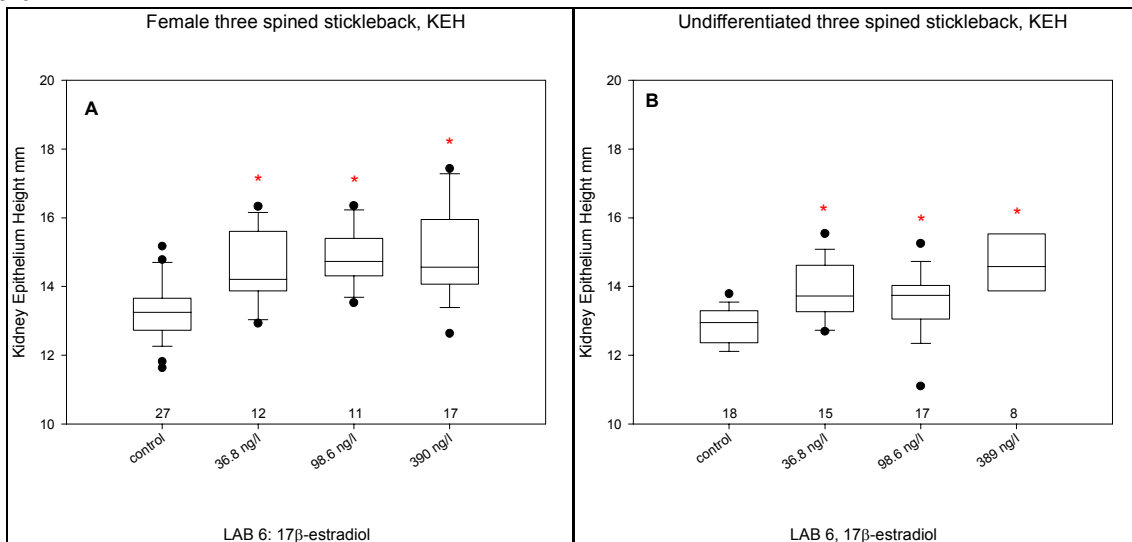 Female three spined stickleback, KEH
A
Kidney Epithelium Height mm
20
18
16
14
12
10
*
*
*
27
12
11
17
control
36.8 ng/l
98.6 ng/l
390 ng/l
LAB 6: 17β-estradiol
Undifferentiated three spined stickleback, KEH
B
Kidney Epithelium Height mm
20
18
16
14
12
10
*
*
*
18
15
17
8
control
36.8 ng/l
98.6 ng/l
389 ng/l
LAB 6, 17β-estradiol